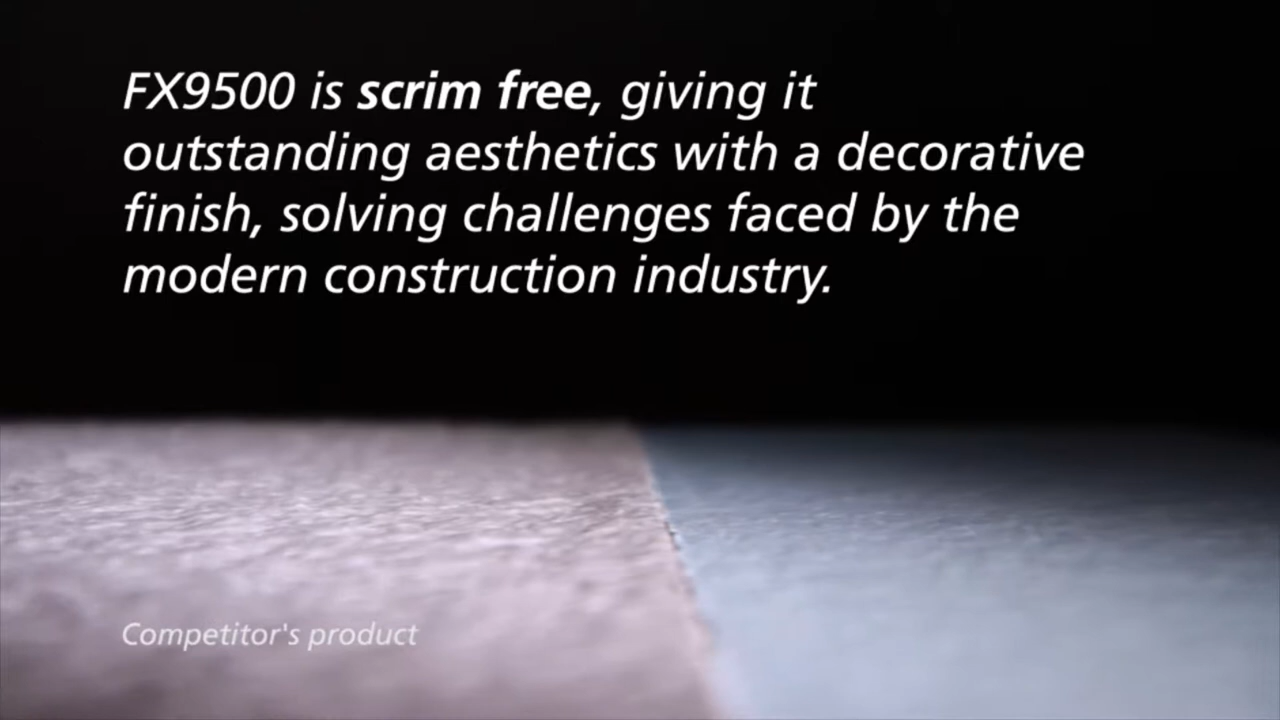 FX9500 is scrim free, giving it
outstanding aesthetics with a decorative
finish, solving challenges faced by the
modern construction industry.
Competitor's product